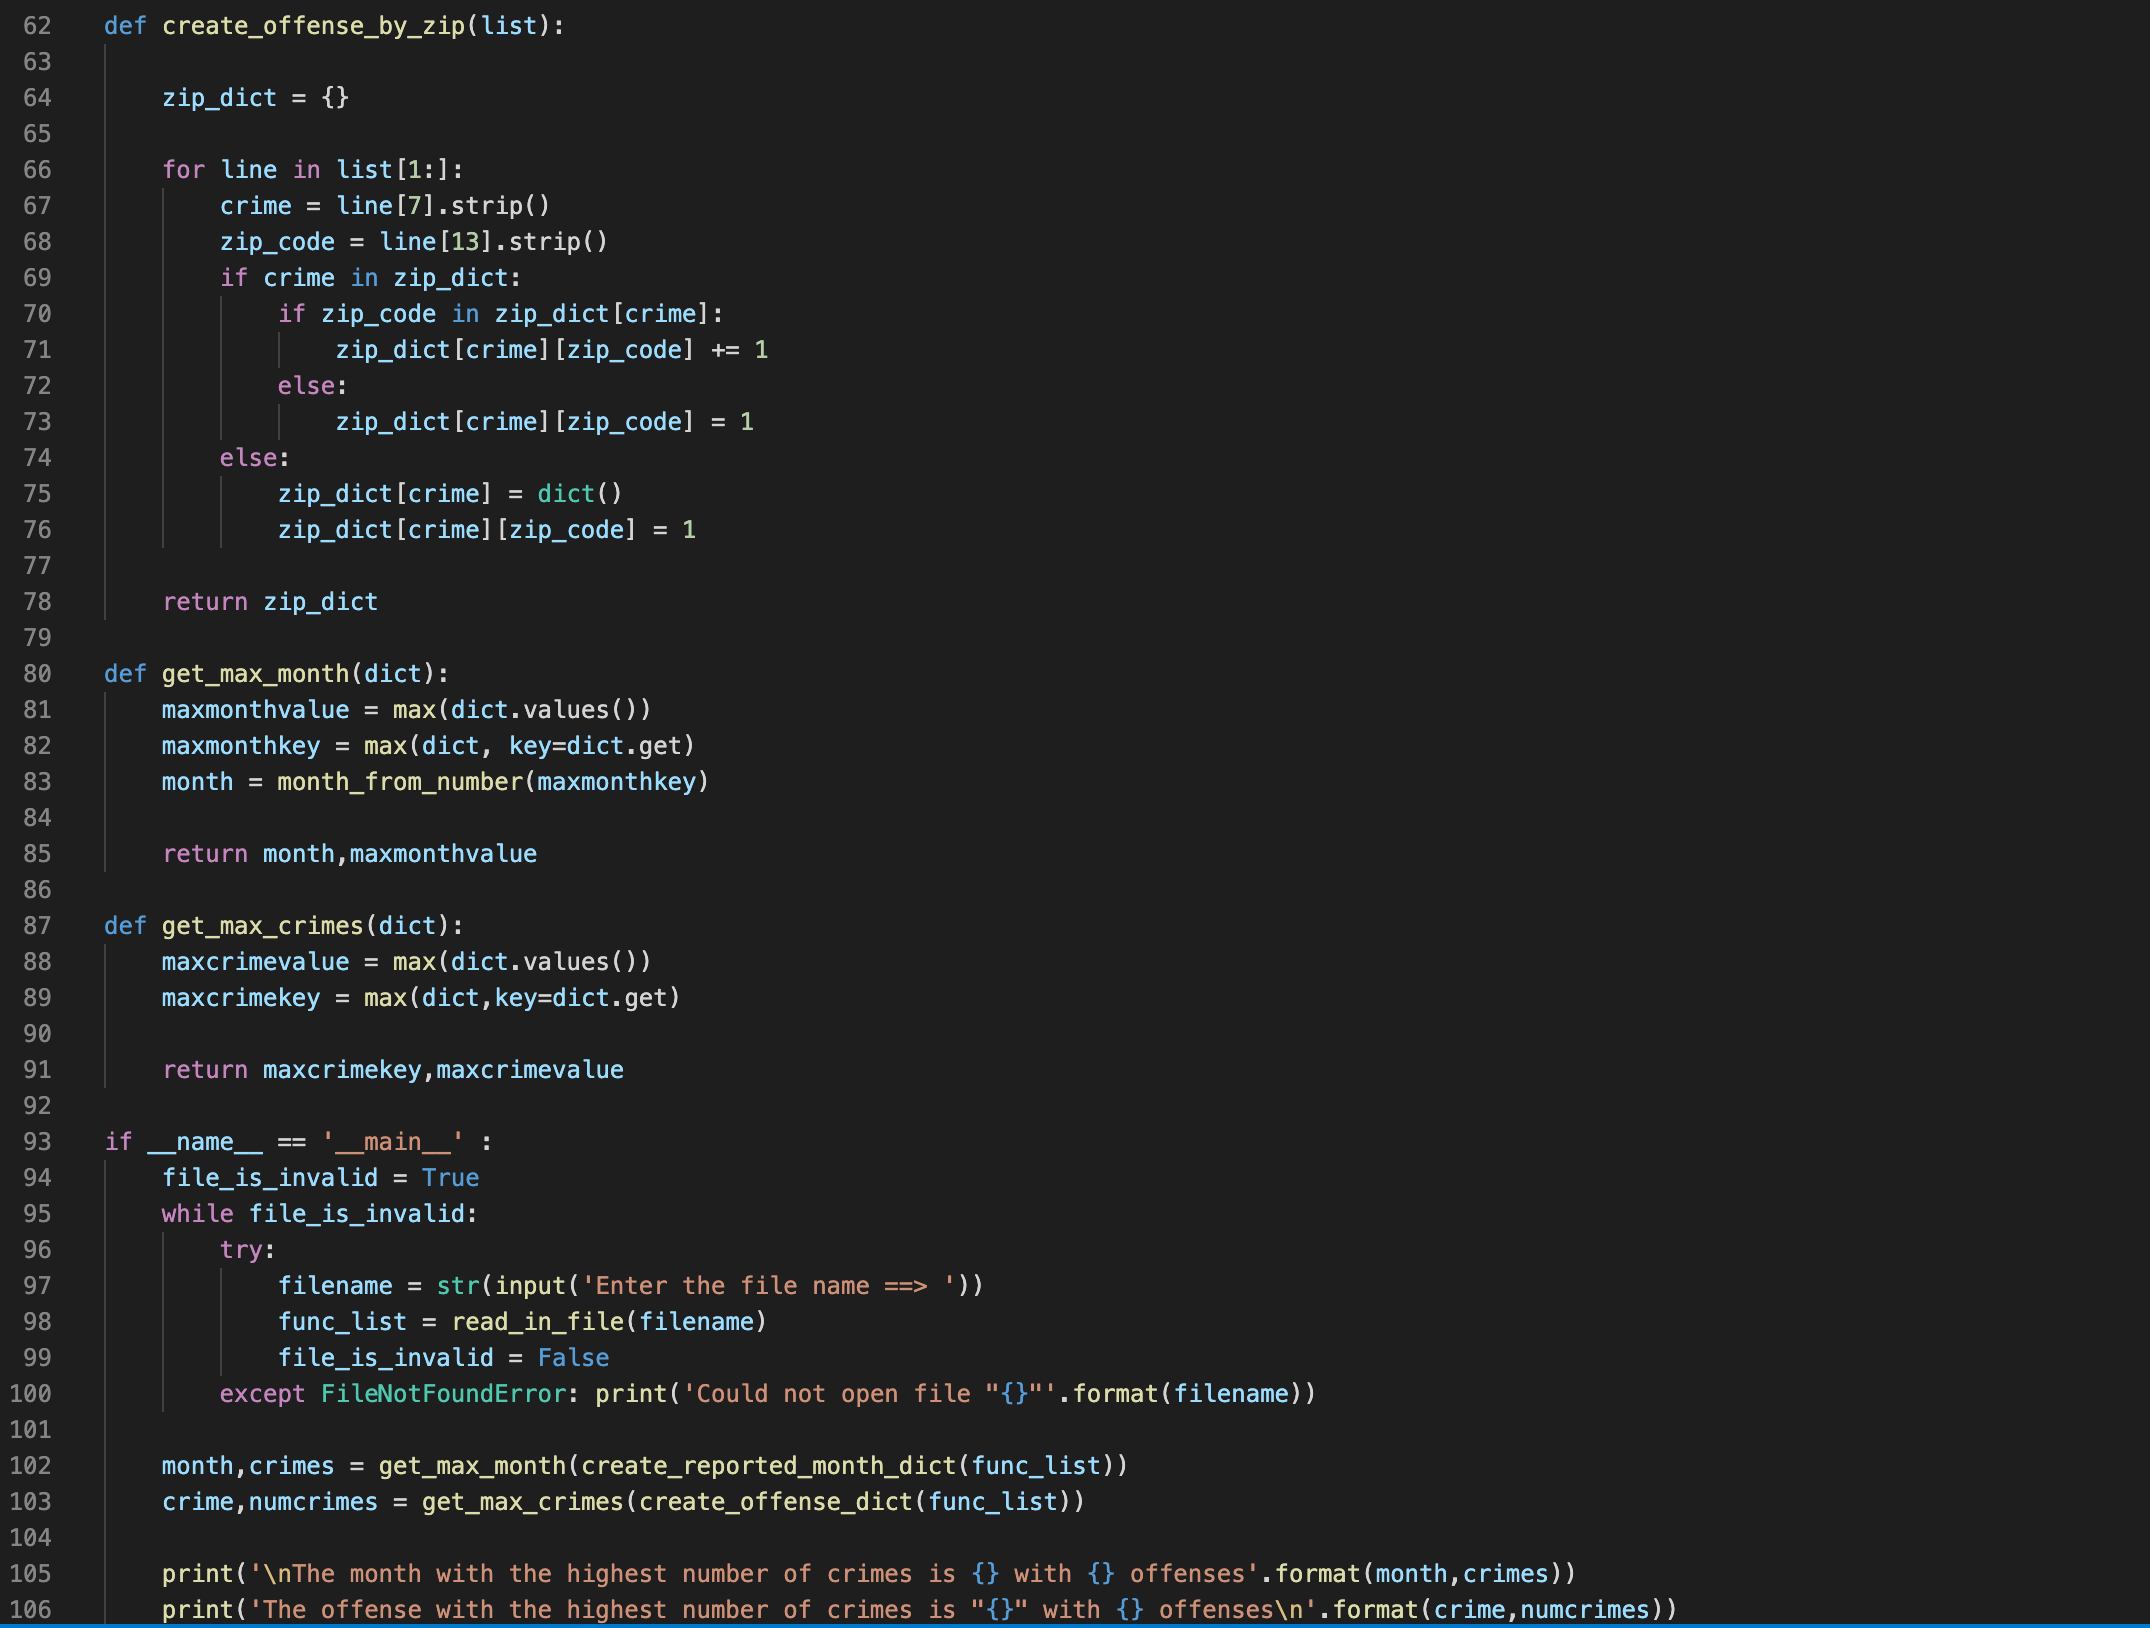 62 def create_offense_by_zip(list):
63
64     zip_dict = {}
65
66     for line in list[1:]:
67         crime = line[7].strip()
68         zip_code = line[13].strip()
69         if crime in zip_dict:
70             if zip_code in zip_dict[crime]:
71                 zip_dict[crime][zip_code] += 1
72             else:
73                 zip_dict[crime][zip_code] = 1
74         else:
75             zip_dict[crime] = dict()
76             zip_dict[crime][zip_code] = 1
77
78     return zip_dict
79
80 def get_max_month(dict):
81     maxmonthvalue = max(dict.values())
82     maxmonthkey = max(dict, key=dict.get)
83     month = month_from_number(maxmonthkey)
84
85     return month,maxmonthvalue
86
87 def get_max_crimes(dict):
88     maxcrimevalue = max(dict.values())
89     maxcrimekey = max(dict,key=dict.get)
90
91     return maxcrimekey,maxcrimevalue
92
93 if __name__ == '__main__' :
94     file_is_invalid = True
95     while file_is_invalid:
96         try:
97             filename = str(input('Enter the file name ==> '))
98             func_list = read_in_file(filename)
99             file_is_invalid = False
100         except FileNotFoundError: print('Could not open file "{}"'.format(filename))
101
102     month,crimes = get_max_month(create_reported_month_dict(func_list))
103     crime,numcrimes = get_max_crimes(create_offense_dict(func_list))
104
105     print('\nThe month with the highest number of crimes is {} with {} offenses'.format(month,crimes))
106     print('The offense with the highest number of crimes is "{}" with {} offenses\n'.format(crime,numcrimes))